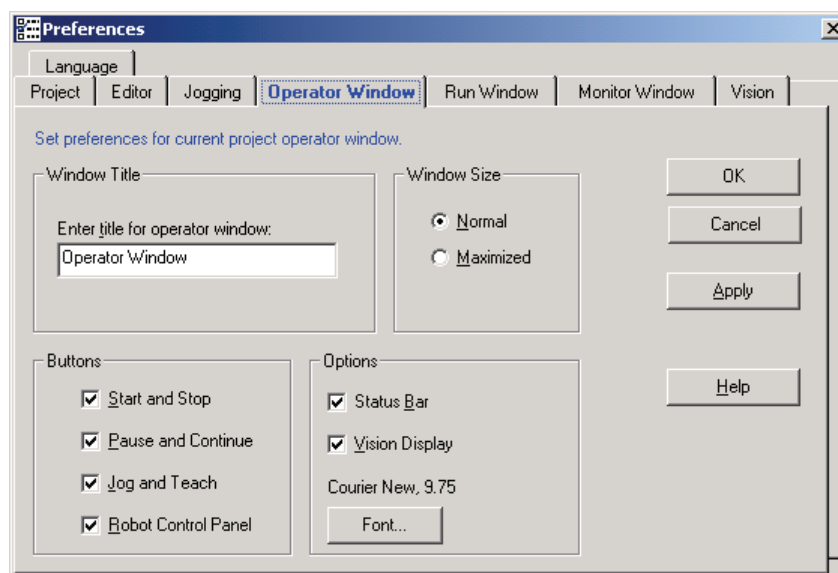 Preferences
Language
Project Editor Jogging Operator Window Run Window Monitor Window Vision
Set preferences for current project operator window.
Window Title
Enter title for operator window:
Operator Window
Window Size
Normal
Maximized
OK
Cancel
Apply
Help
Buttons
Start and Stop
Pause and Continue
Jog and Teach
Robot Control Panel
Options
Status Bar
Vision Display
Courier New, 9.75
Font...